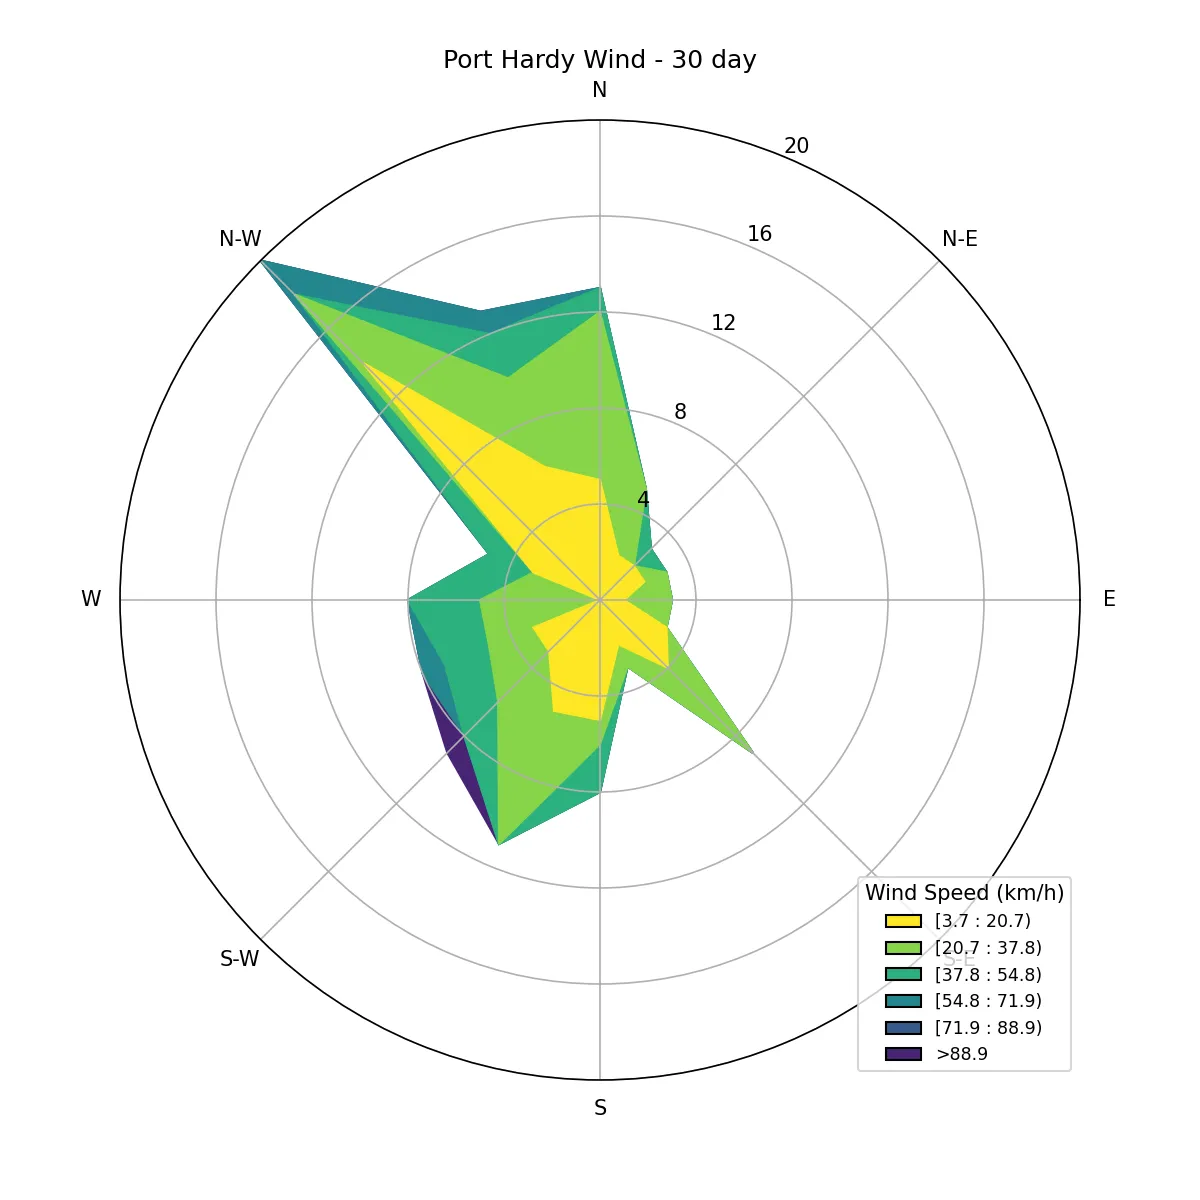 Port Hardy Wind - 30 day
N
20
16
N-W
N-E
12
8
4
W
E
Wind Speed (km/h)
[3.7 : 20.7)
[20.7 : 37.8)
S-W
S-E
[37.8 : 54.8)
[54.8 : 71.9)
[71.9 : 88.9)
>88.9
S